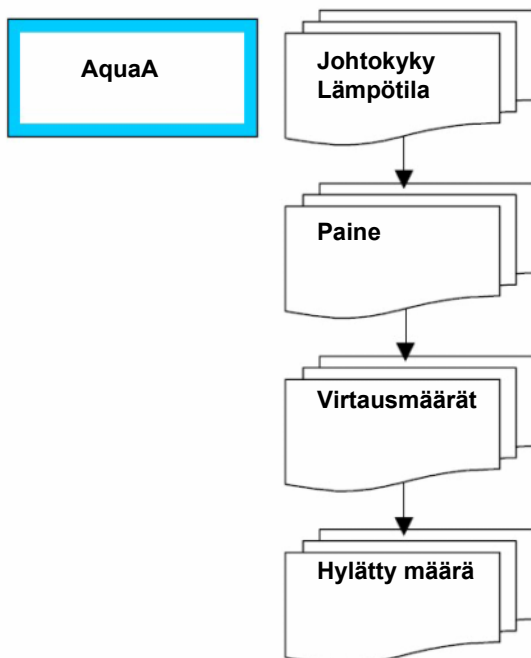 AquaA
Johtokyky
Lämpötila
Paine
Virtausmäärät
Hylätty määrä